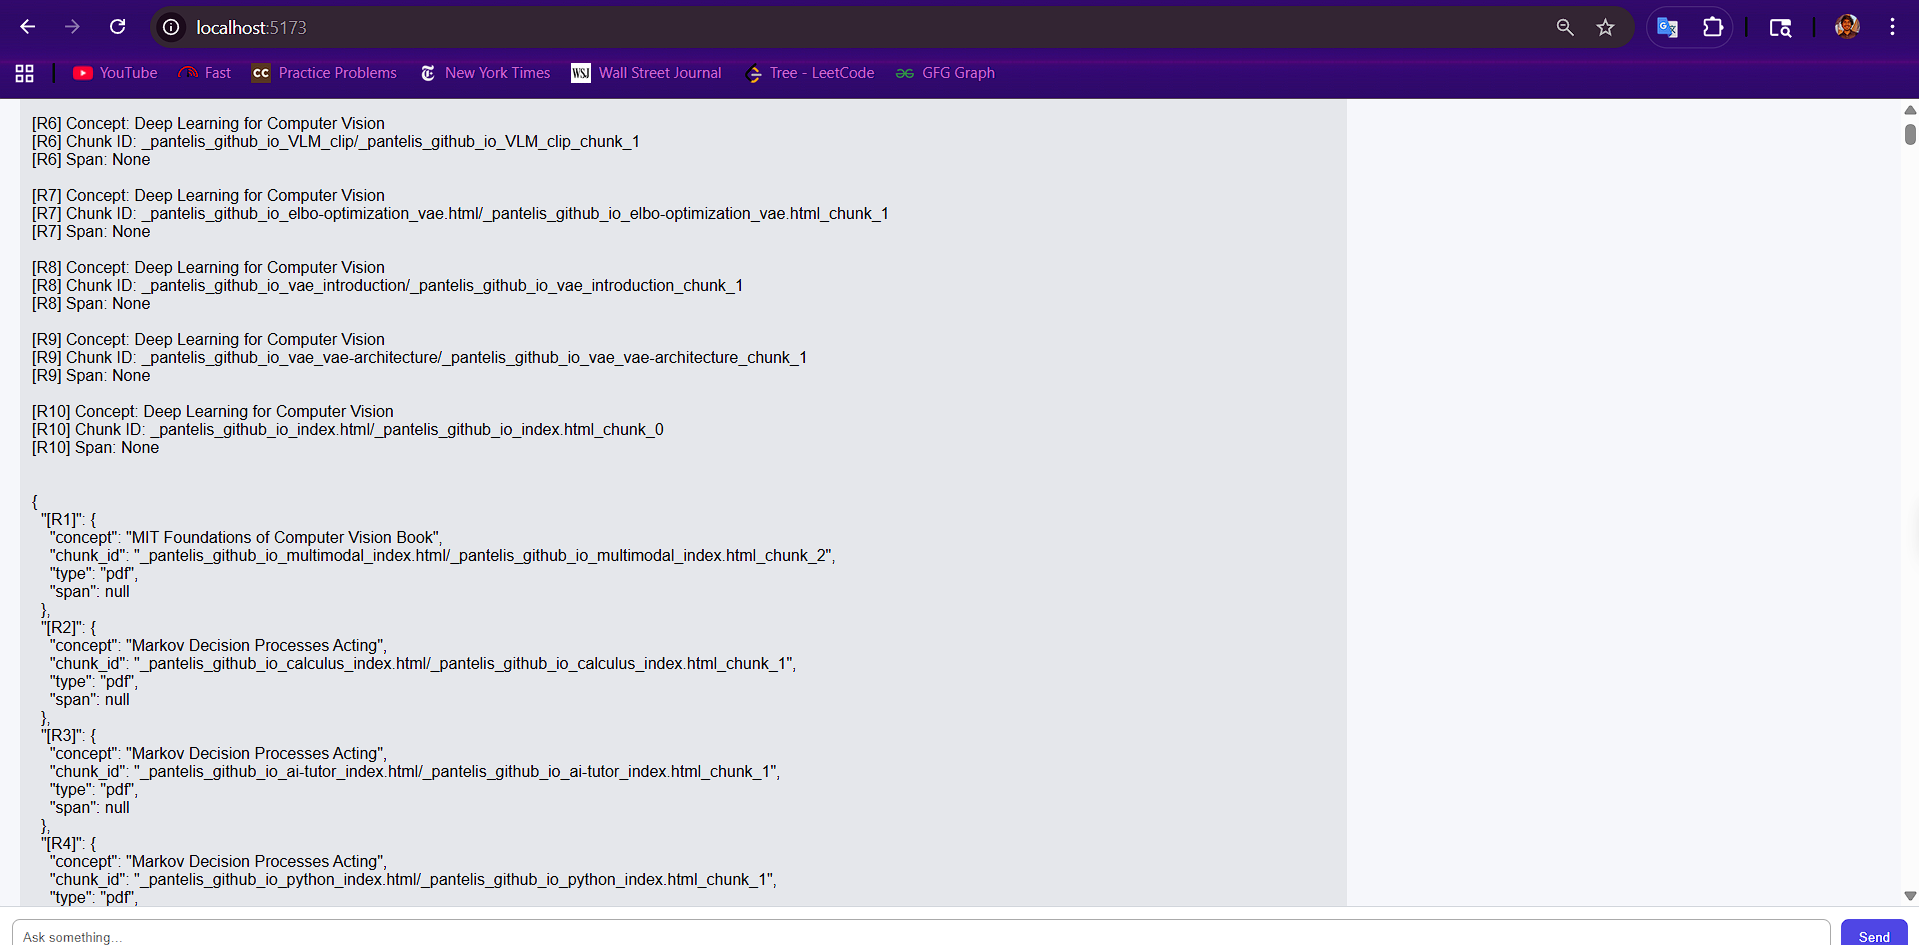 localhost:5173
YouTube Fast CC Practice Problems New York Times WSJ Wall Street Journal Tree - LeetCode GFG Graph
[R6] Concept: Deep Learning for Computer Vision
[R6] Chunk ID: _pantelis_github_io_VLM_clip/_pantelis_github_io_VLM_clip_chunk_1
[R6] Span: None
[R7] Concept: Deep Learning for Computer Vision
[R7] Chunk ID: _pantelis_github_io_elbo-optimization_vae.html/_pantelis_github_io_elbo-optimization_vae.html_chunk_1
[R7] Span: None
[R8] Concept: Deep Learning for Computer Vision
[R8] Chunk ID: _pantelis_github_io_vae_introduction/_pantelis_github_io_vae_introduction_chunk_1
[R8] Span: None
[R9] Concept: Deep Learning for Computer Vision
[R9] Chunk ID: _pantelis_github_io_vae_vae-architecture/_pantelis_github_io_vae_vae-architecture_chunk_1
[R9] Span: None
[R10] Concept: Deep Learning for Computer Vision
[R10] Chunk ID: _pantelis_github_io_index.html/_pantelis_github_io_index.html_chunk_0
[R10] Span: None
{
"[R1]": {
"concept": "MIT Foundations of Computer Vision Book",
"chunk_id": "_pantelis_github_io_multimodal_index.html/_pantelis_github_io_multimodal_index.html_chunk_2",
"type": "pdf",
"span": null
},
"[R2]": {
"concept": "Markov Decision Processes Acting",
"chunk_id": "_pantelis_github_io_calculus_index.html/_pantelis_github_io_calculus_index.html_chunk_1",
"type": "pdf",
"span": null
},
"[R3]": {
"concept": "Markov Decision Processes Acting",
"chunk_id": "_pantelis_github_io_ai-tutor_index.html/_pantelis_github_io_ai-tutor_index.html_chunk_1",
"type": "pdf",
"span": null
},
"[R4]": {
"concept": "Markov Decision Processes Acting",
"chunk_id": "_pantelis_github_io_python_index.html/_pantelis_github_io_python_index.html_chunk_1",
"type": "pdf",
Ask something...
Send